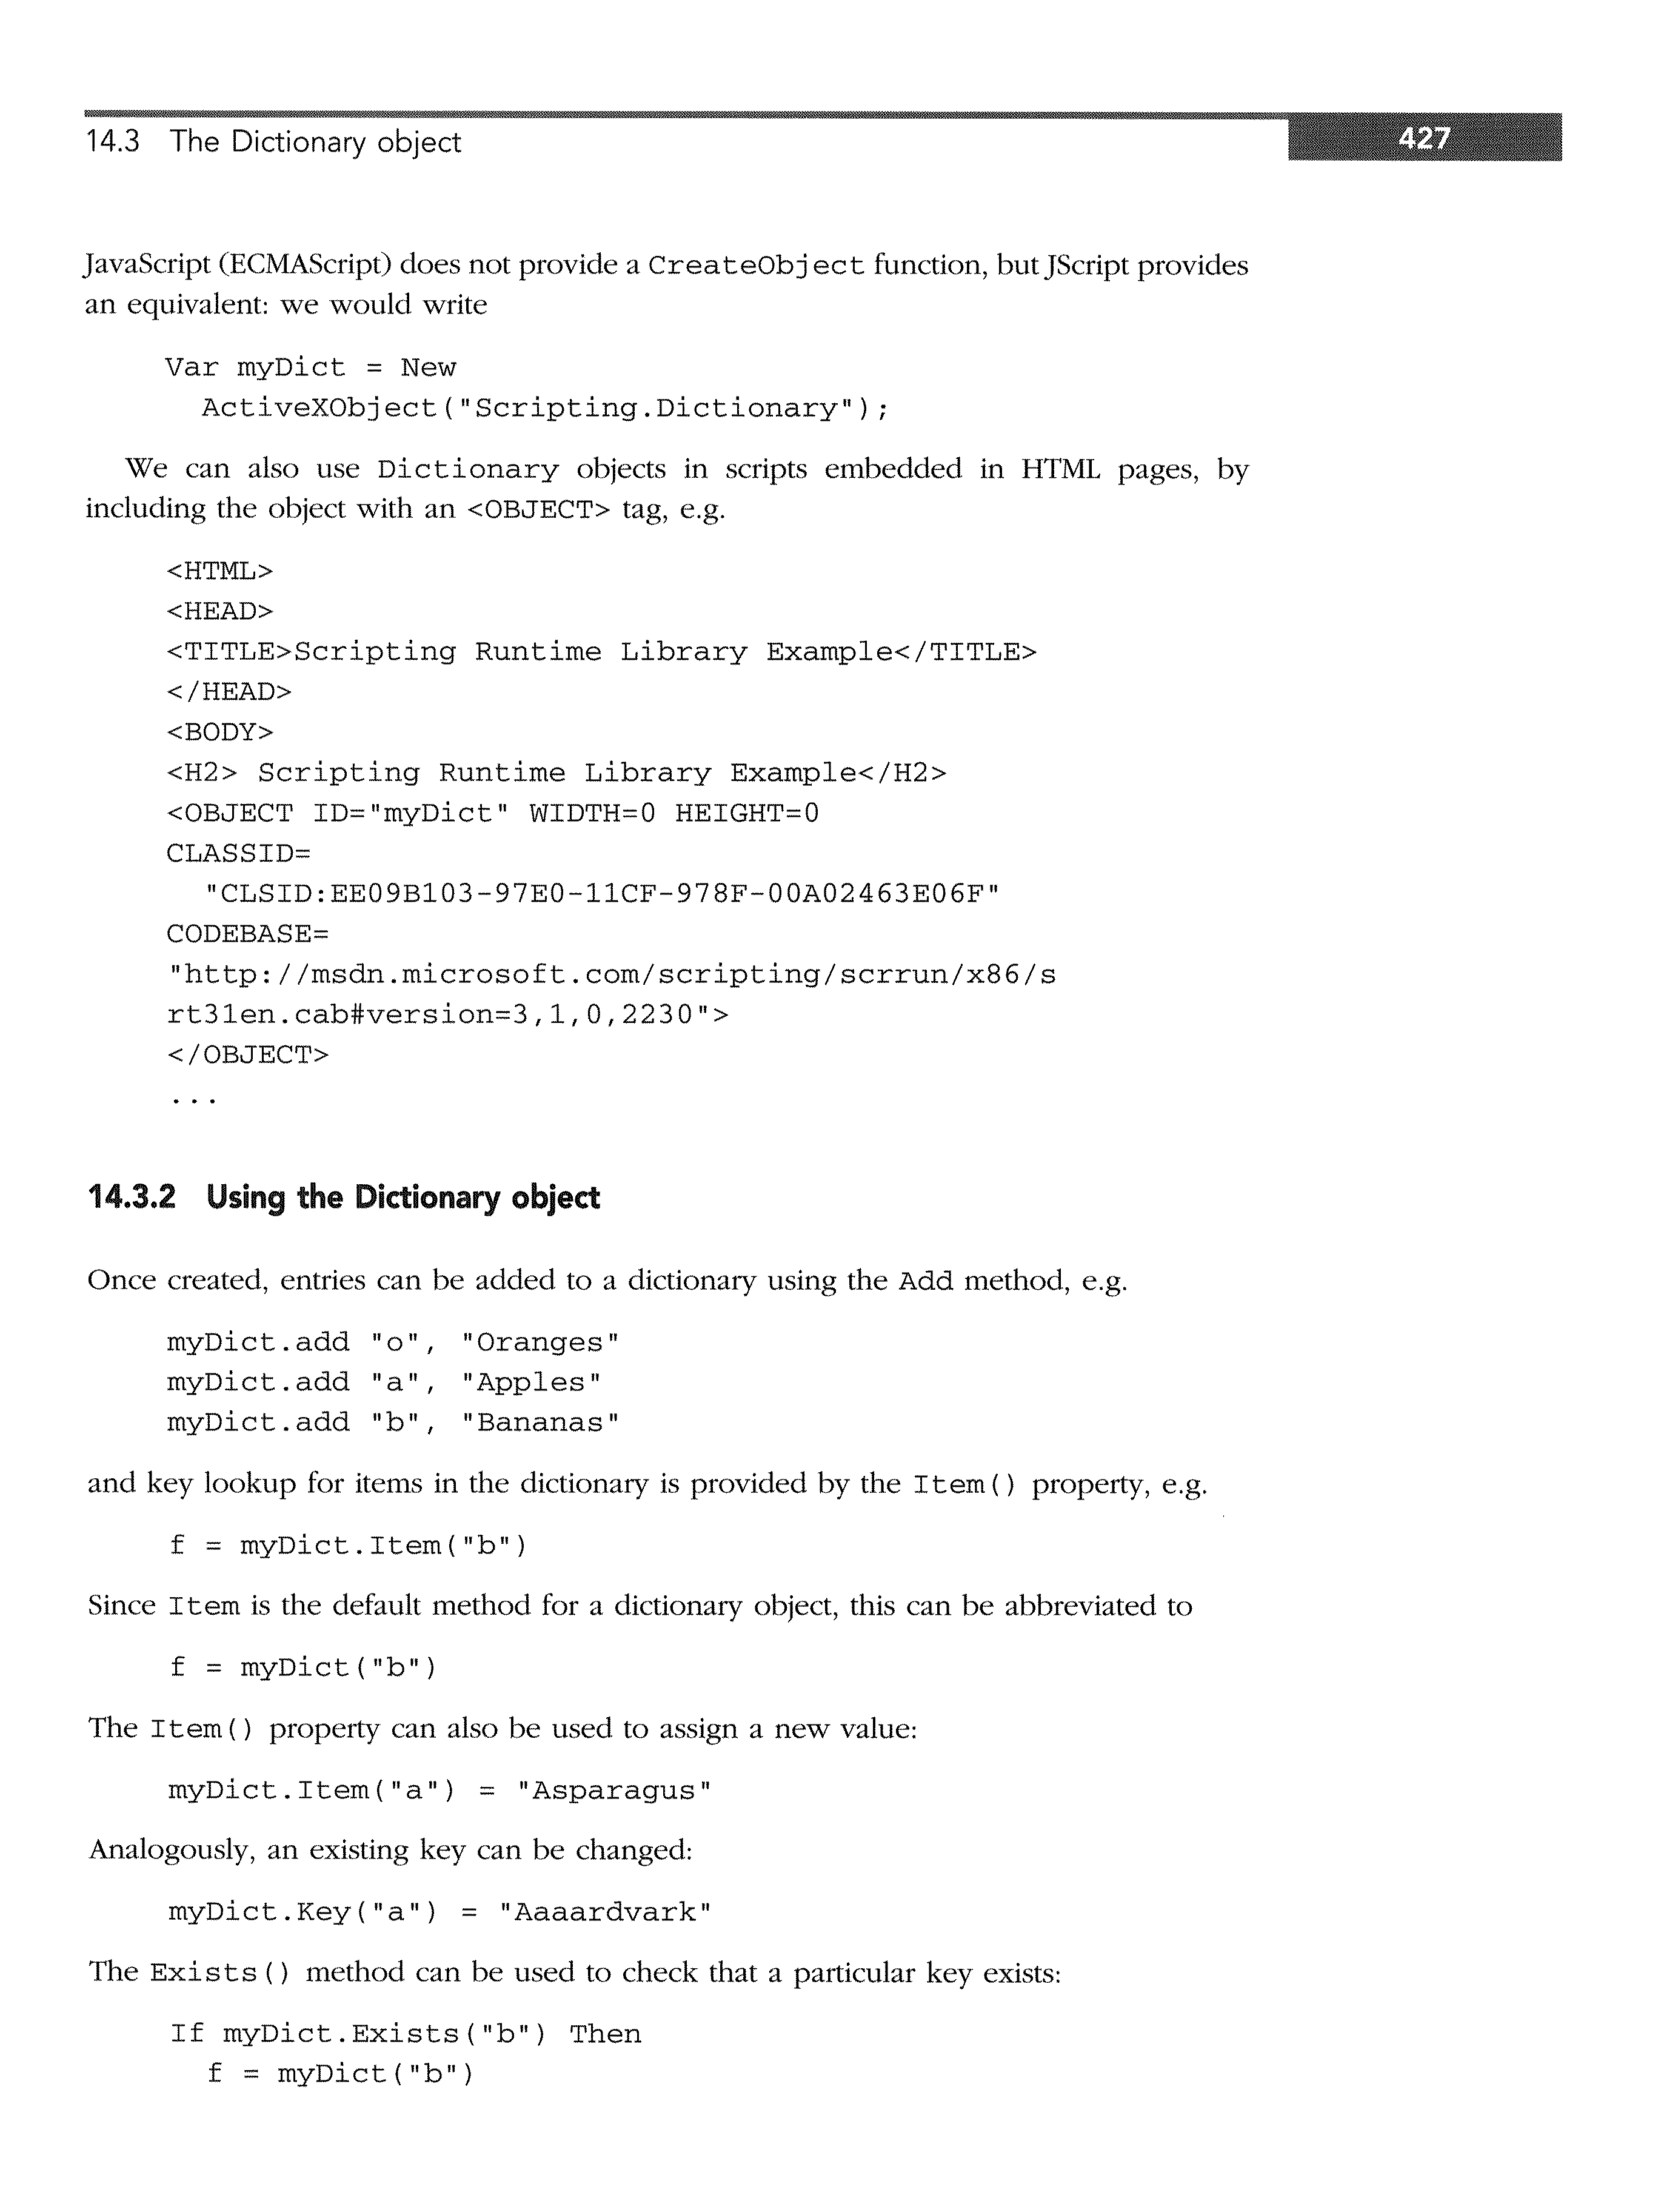 14.3 The Dictionary object
427
JavaScript (ECMAScript) does not provide a CreateObject function, but JScript provides
an equivalent: we would write
Var myDict = New
ActiveXObject("Scripting.Dictionary");
We can also use Dictionary objects in scripts embedded in HTML pages, by
including the object with an <OBJECT> tag, e.g.
<HTML>
<HEAD>
<TITLE>Scripting Runtime Library Example</TITLE>
</HEAD>
<BODY>
<H2> Scripting Runtime Library Example</H2>
<OBJECT ID="myDict" WIDTH=0 HEIGHT=0
CLASSID=
"CLSID:EE09B103-97E0-11CF-978F-00A02463E06F"
CODEBASE=
"http://msdn.microsoft.com/scripting/scrrun/x86/s
rt31en.cab#version=3,1,0,2230">
</OBJECT>
...
14.3.2 Using the Dictionary object
Once created, entries can be added to a dictionary using the Add method, e.g.
myDict.add "o", "Oranges"
myDict.add "a", "Apples"
myDict.add "b", "Bananas"
and key lookup for items in the dictionary is provided by the Item() property, e.g.
f = myDict.Item("b")
Since Item is the default method for a dictionary object, this can be abbreviated to
f = myDict("b")
The Item() property can also be used to assign a new value:
myDict.Item("a") = "Asparagus"
Analogously, an existing key can be changed:
myDict.Key("a") = "Aaaardvark"
The Exists() method can be used to check that a particular key exists:
If myDict.Exists("b") Then
f = myDict("b")